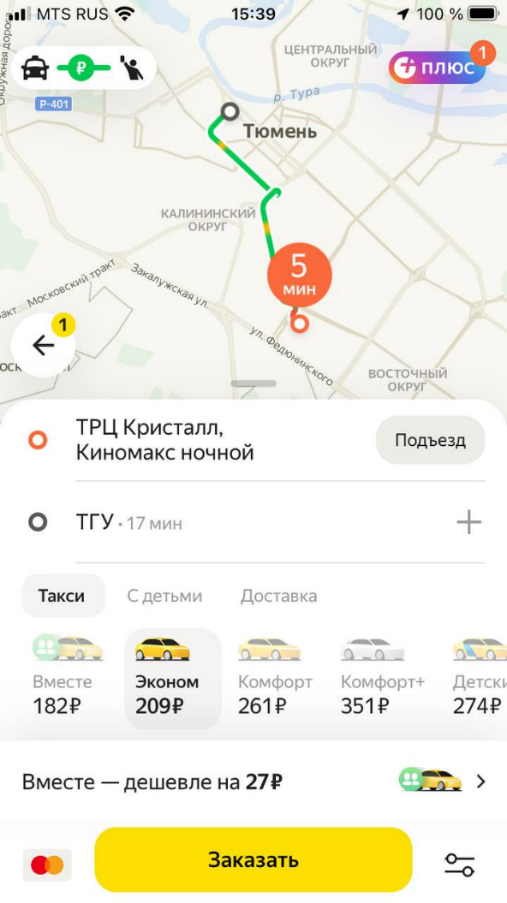 MTS RUS
15:39
100 %
₽
ПЛЮС
1
Окружная доро
Р-401
ЦЕНТРАЛЬНЫЙ
ОКРУГ
р. Тура
Тюмень
КАЛИНИНСКИЙ
ОКРУГ
5
мин
Московский тракт
Закалужская ул.
ул. Федюнинского
1
ВОСТОЧНЫЙ
ОКРУГ
ТРЦ Кристалл,
Киномакс ночной
Подъезд
ТГУ • 17 мин
Такси
С детьми
Доставка
Вместе
Эконом
Комфорт
Комфорт+
Детски
182₽
209₽
261₽
351₽
274₽
Вместе — дешевле на 27₽
Заказать